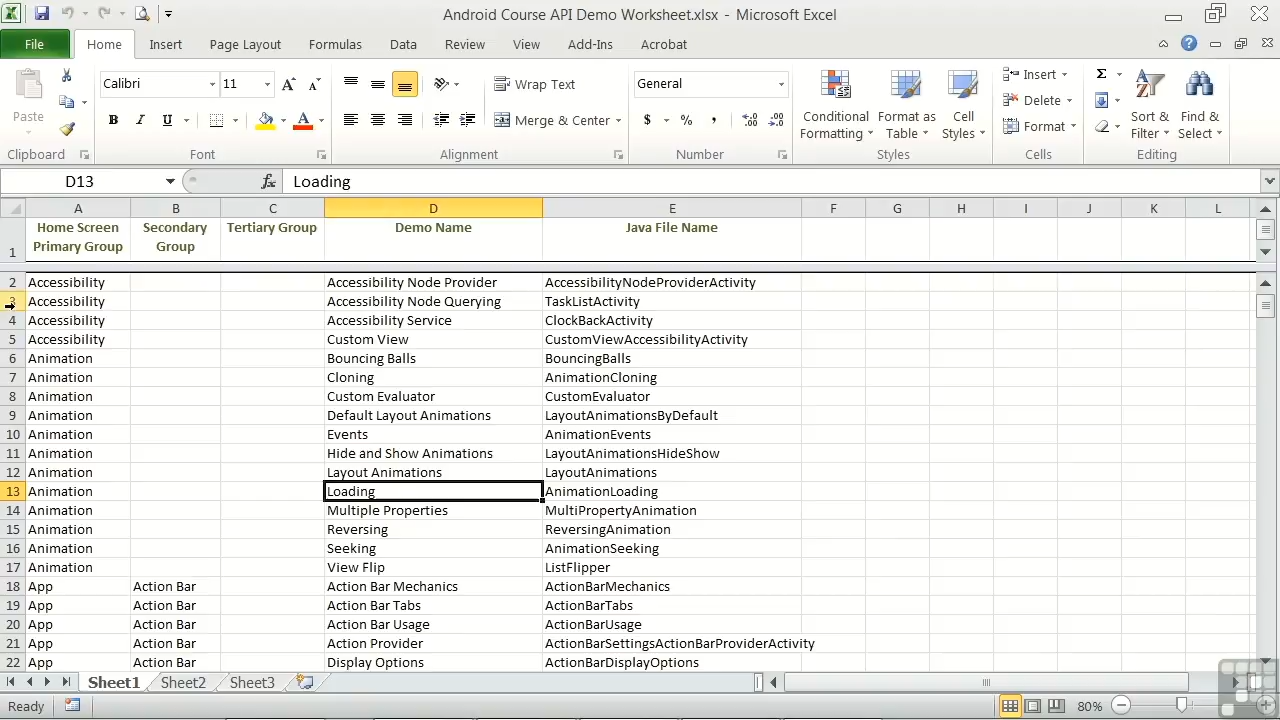 Android Course API Demo Worksheet.xlsx - Microsoft Excel
File Home Insert Page Layout Formulas Data Review View Add-Ins Acrobat
Paste
Clipboard
Calibri 11
B I U A
Font
Wrap Text
Merge & Center
Alignment
General
$ % ,
Number
Conditional Formatting
Format as Table
Cell Styles
Styles
Insert
Delete
Format
Cells
Σ
Sort & Filter
Find & Select
Editing
D13 fx Loading
A B C D E F G H I J K L
1 Home Screen Primary Group Secondary Group Tertiary Group Demo Name Java File Name
2 Accessibility Accessibility Node Provider AccessibilityNodeProviderActivity
3 Accessibility Accessibility Node Querying TaskListActivity
4 Accessibility Accessibility Service ClockBackActivity
5 Accessibility Custom View CustomViewAccessibilityActivity
6 Animation Bouncing Balls BouncingBalls
7 Animation Cloning AnimationCloning
8 Animation Custom Evaluator CustomEvaluator
9 Animation Default Layout Animations LayoutAnimationsByDefault
10 Animation Events AnimationEvents
11 Animation Hide and Show Animations LayoutAnimationsHideShow
12 Animation Layout Animations LayoutAnimations
13 Animation Loading AnimationLoading
14 Animation Multiple Properties MultiPropertyAnimation
15 Animation Reversing ReversingAnimation
16 Animation Seeking AnimationSeeking
17 Animation View Flip ListFlipper
18 App Action Bar Action Bar Mechanics ActionBarMechanics
19 App Action Bar Action Bar Tabs ActionBarTabs
20 App Action Bar Action Bar Usage ActionBarUsage
21 App Action Bar Action Provider ActionBarSettingsActionBarProviderActivity
22 App Action Bar Display Options ActionBarDisplayOptions
Sheet1 Sheet2 Sheet3
Ready 80%